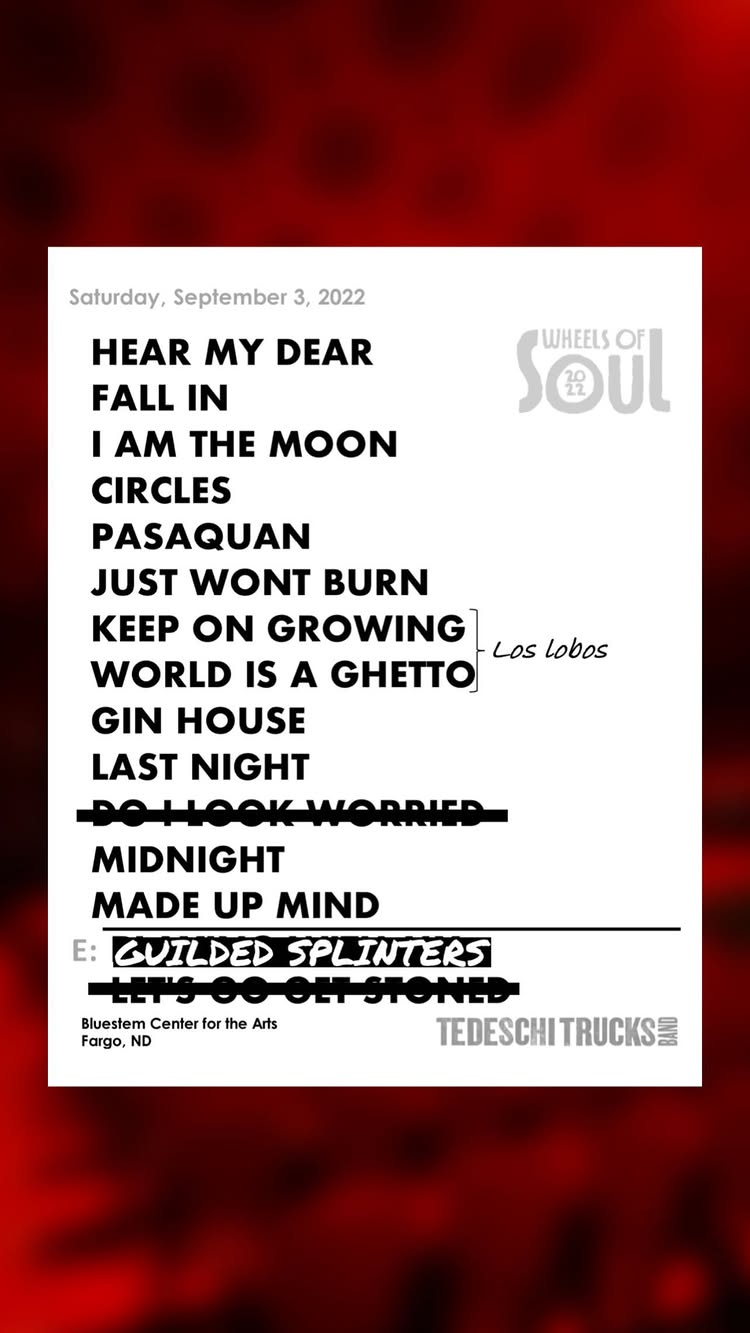 Saturday, September 3, 2022
WHEELS OF
SOUL
20
22
HEAR MY DEAR
FALL IN
I AM THE MOON
CIRCLES
PASAQUAN
JUST WONT BURN
KEEP ON GROWING
WORLD IS A GHETTO
Los lobos
GIN HOUSE
LAST NIGHT
DO I LOOK WORRIED
MIDNIGHT
MADE UP MIND
E: GUILDED SPLINTERS
LET'S GO GET STONED
Bluestem Center for the Arts
Fargo, ND
TEDESCHI TRUCKS BAND